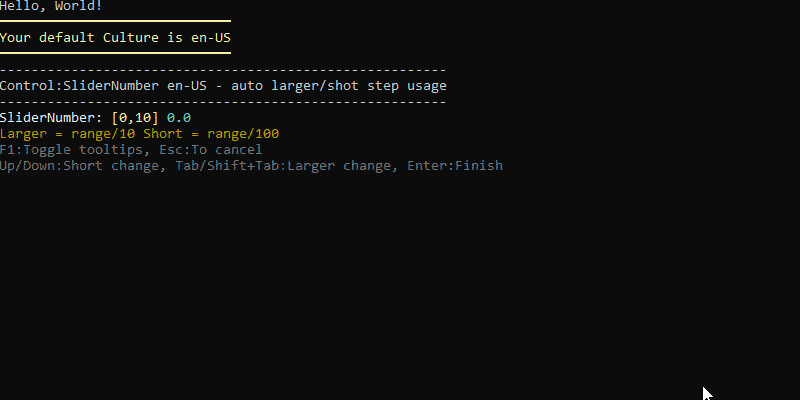 Hello, World!
Your default Culture is en-US
---------------------------------------------------------
Control:SliderNumber en-US - auto larger/shot step usage
---------------------------------------------------------
SliderNumber: [0,10] 0.0
Larger = range/10 Short = range/100
F1:Toggle tooltips, Esc:To cancel
Up/Down:Short change, Tab/Shift+Tab:Larger change, Enter:Finish